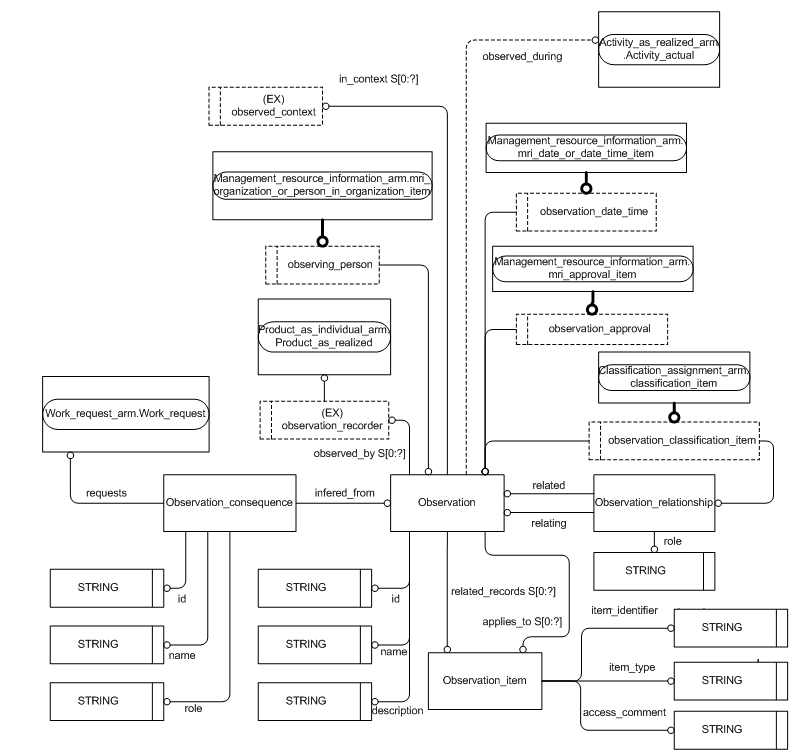 Activity_as_realized_arm
.Activity_actual
observed_during
in_context S[0:?]
(EX)
observed_context
Management_resource_information_arm.
mri_date_or_date_time_item
Management_resource_information_arm.mri_
organization_or_person_in_organization_item
observation_date_time
observing_person
Management_resource_information_arm.
mri_approval_item
Product_as_individual_arm.
Product_as_realized
observation_approval
Classification_assignment_arm.
classification_item
Work_request_arm.Work_request
(EX)
observation_recorder
observation_classification_item
observed_by S[0:?]
requests
Observation_consequence
infered_from
Observation
related
relating
Observation_relationship
role
STRING
STRING
id
STRING
id
related_records S[0:?]
applies_to S[0:?]
item_identifier
STRING
STRING
name
STRING
name
Observation_item
item_type
STRING
STRING
role
STRING
description
access_comment
STRING